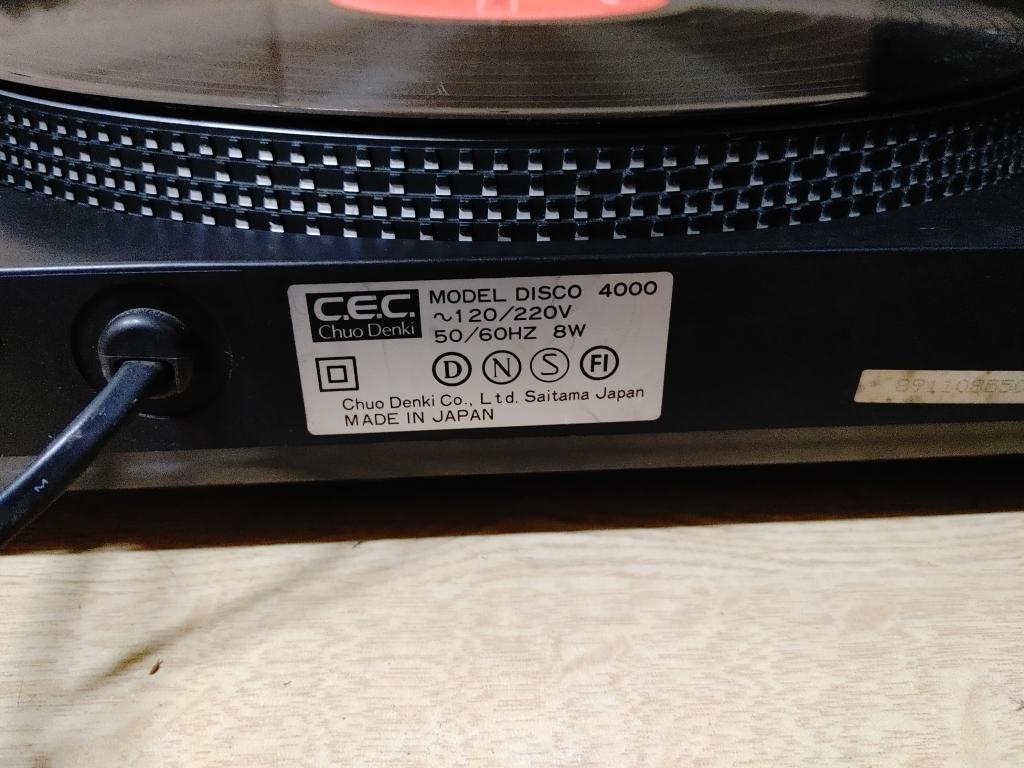 C.E.C.
Chuo Denki
MODEL DISCO 4000
~120/220V
50/60HZ 8W
D N S FI
Chuo Denki Co., Ltd. Saitama Japan
MADE IN JAPAN
M